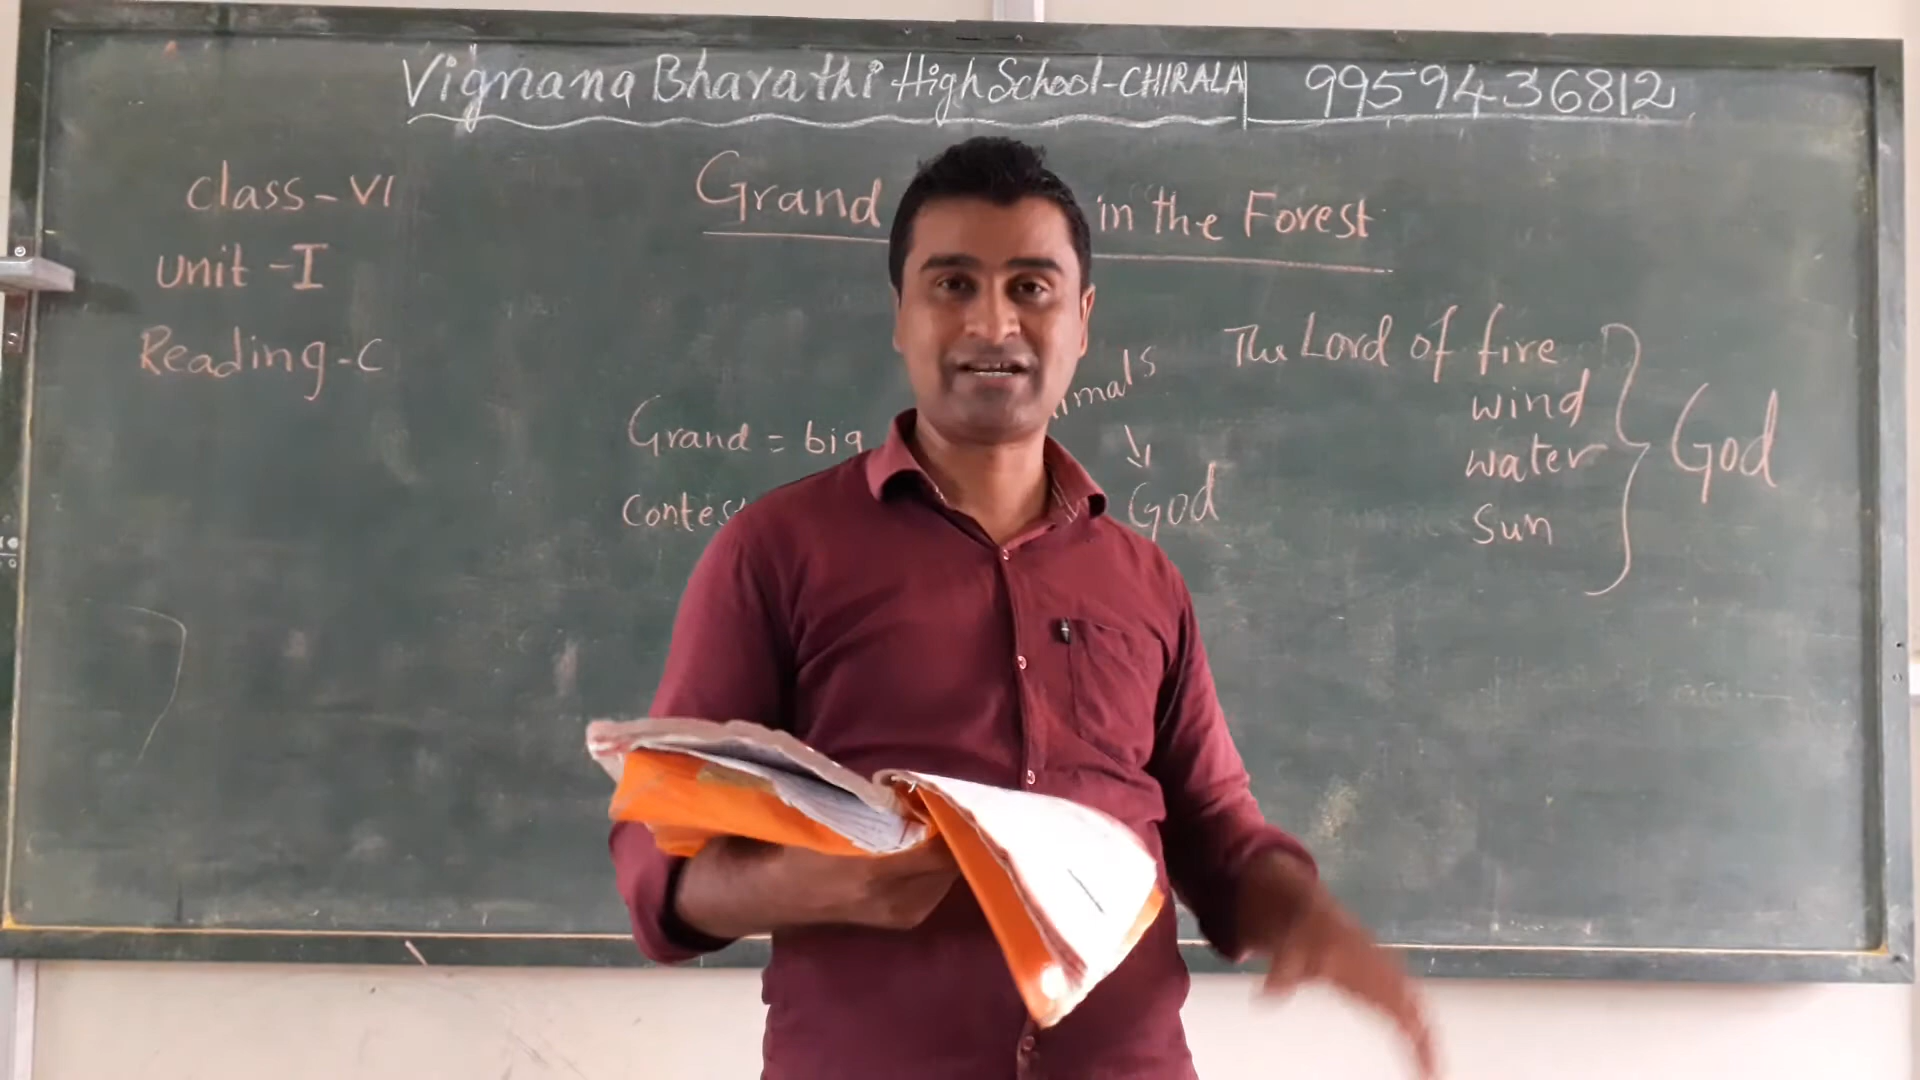 Vignana Bharathi High School-CHIRALA 9959436812
class-VI
unit-I
Reading-C
Grand in the Forest
Grand = big
The Lord of fire
wind
water
Sun
God
God